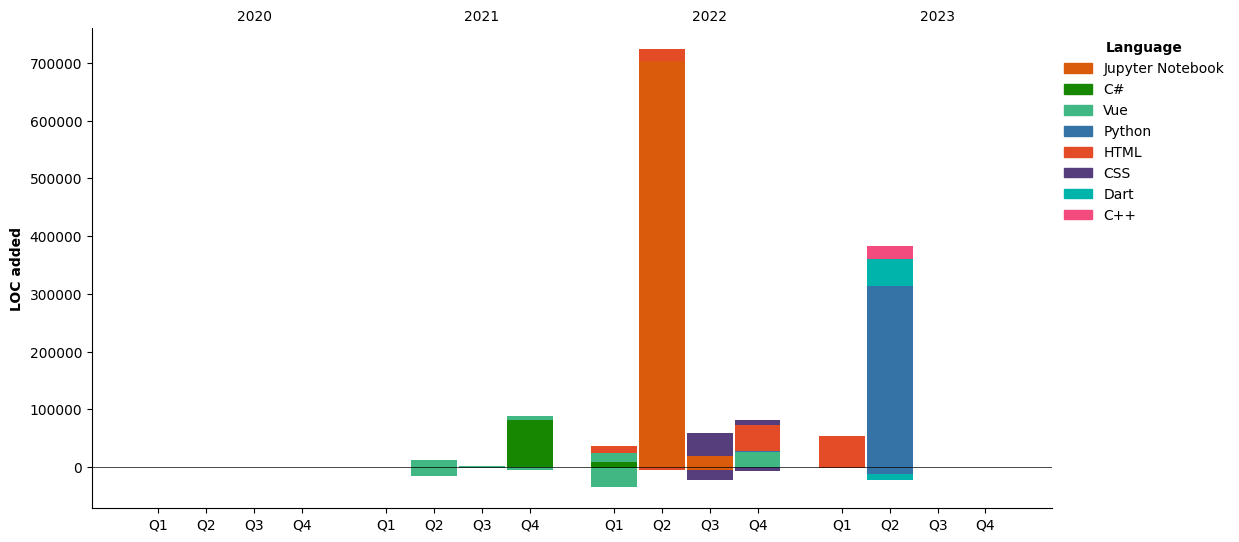 2020 2021 2022 2023
Language
Jupyter Notebook
C#
Vue
Python
HTML
CSS
Dart
C++
LOC added
700000
600000
500000
400000
300000
200000
100000
0
Q1 Q2 Q3 Q4 Q1 Q2 Q3 Q4 Q1 Q2 Q3 Q4 Q1 Q2 Q3 Q4